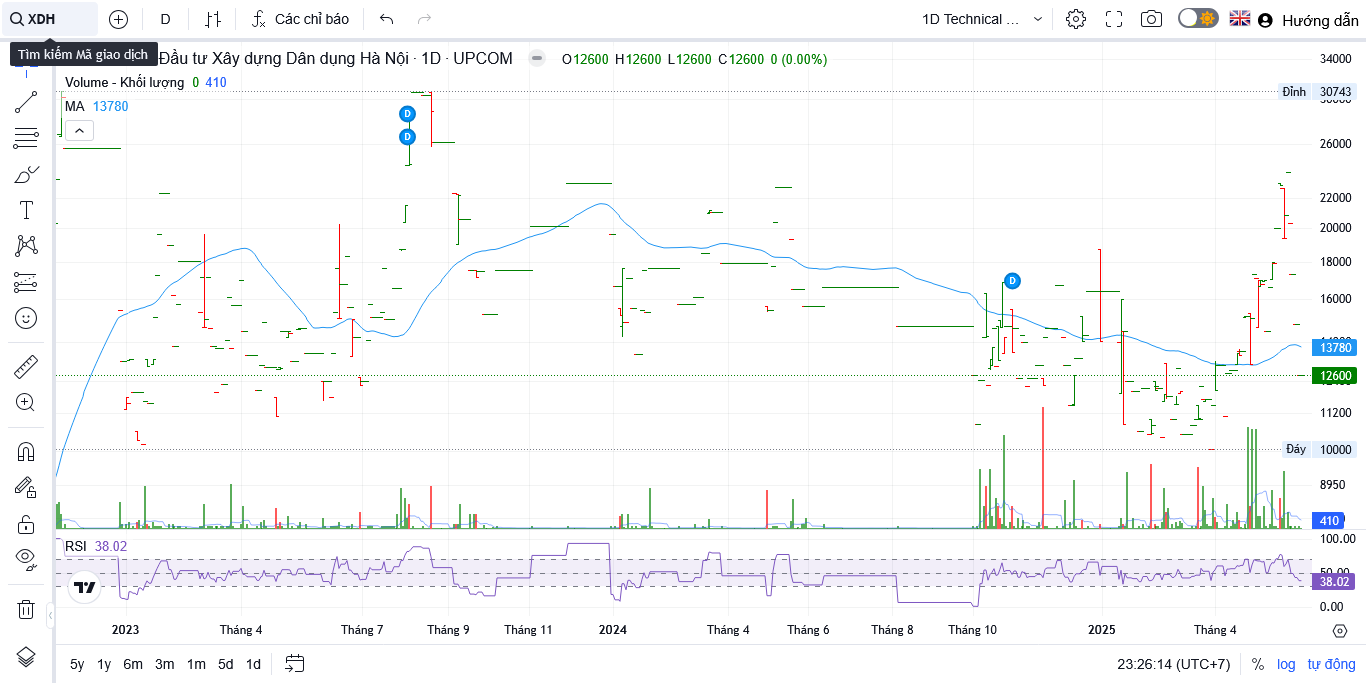 XDH
D
Các chỉ báo
1D Technical ...
Hướng dẫn
Tìm kiếm Mã giao dịch
Đầu tư Xây dựng Dân dụng Hà Nội · 1D · UPCOM
O12600 H12600 L12600 C12600 0 (0.00%)
Volume - Khối lượng 0 410
MA 13780
34000
Đỉnh 30743
30000
26000
22000
20000
18000
16000
13780
12600
11200
Đáy 10000
8950
410
D
D
D
RSI 38.02
100.00
50.00
38.02
0.00
2023
Tháng 4
Tháng 7
Tháng 9
Tháng 11
2024
Tháng 4
Tháng 6
Tháng 8
Tháng 10
2025
Tháng 4
5y 1y 6m 3m 1m 5d 1d
23:26:14 (UTC+7)
% log tự động